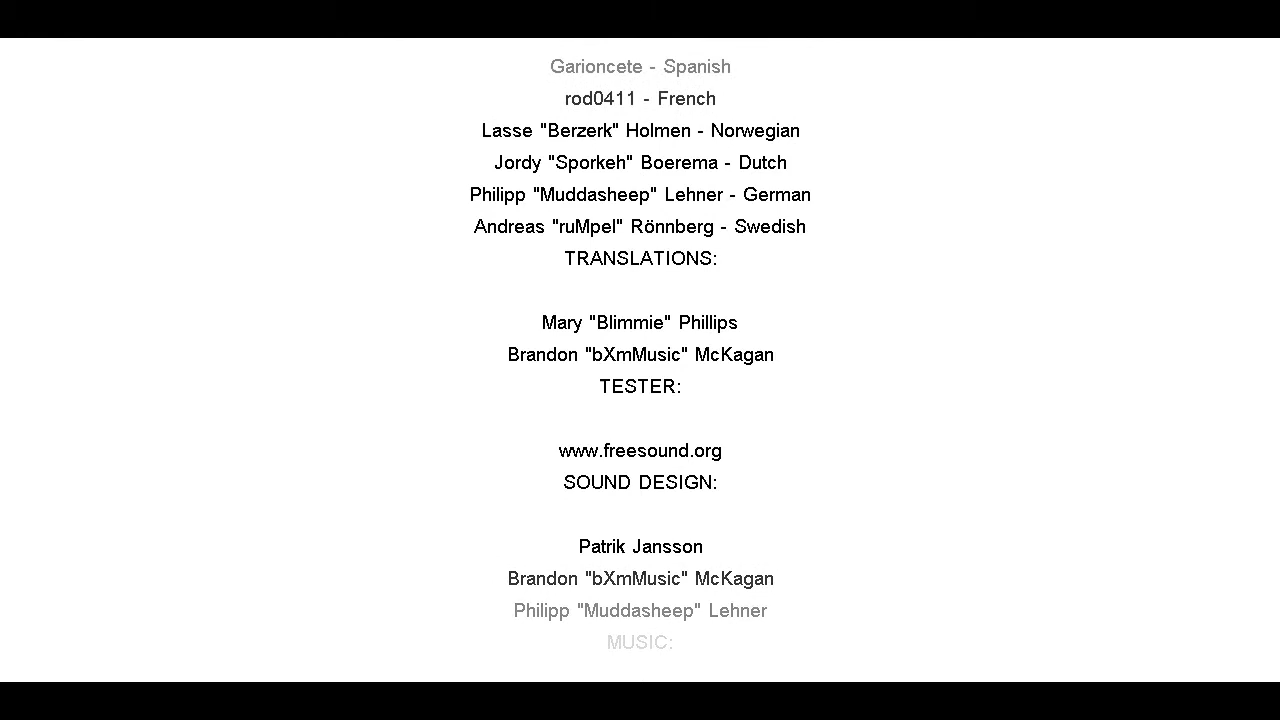 Garioncete - Spanish
rod0411 - French
Lasse "Berzerk" Holmen - Norwegian
Jordy "Sporkeh" Boerema - Dutch
Philipp "Muddasheep" Lehner - German
Andreas "ruMpel" Rönnberg - Swedish
TRANSLATIONS:
Mary "Blimmie" Phillips
Brandon "bXmMusic" McKagan
TESTER:
www.freesound.org
SOUND DESIGN:
Patrik Jansson
Brandon "bXmMusic" McKagan
Philipp "Muddasheep" Lehner
MUSIC: